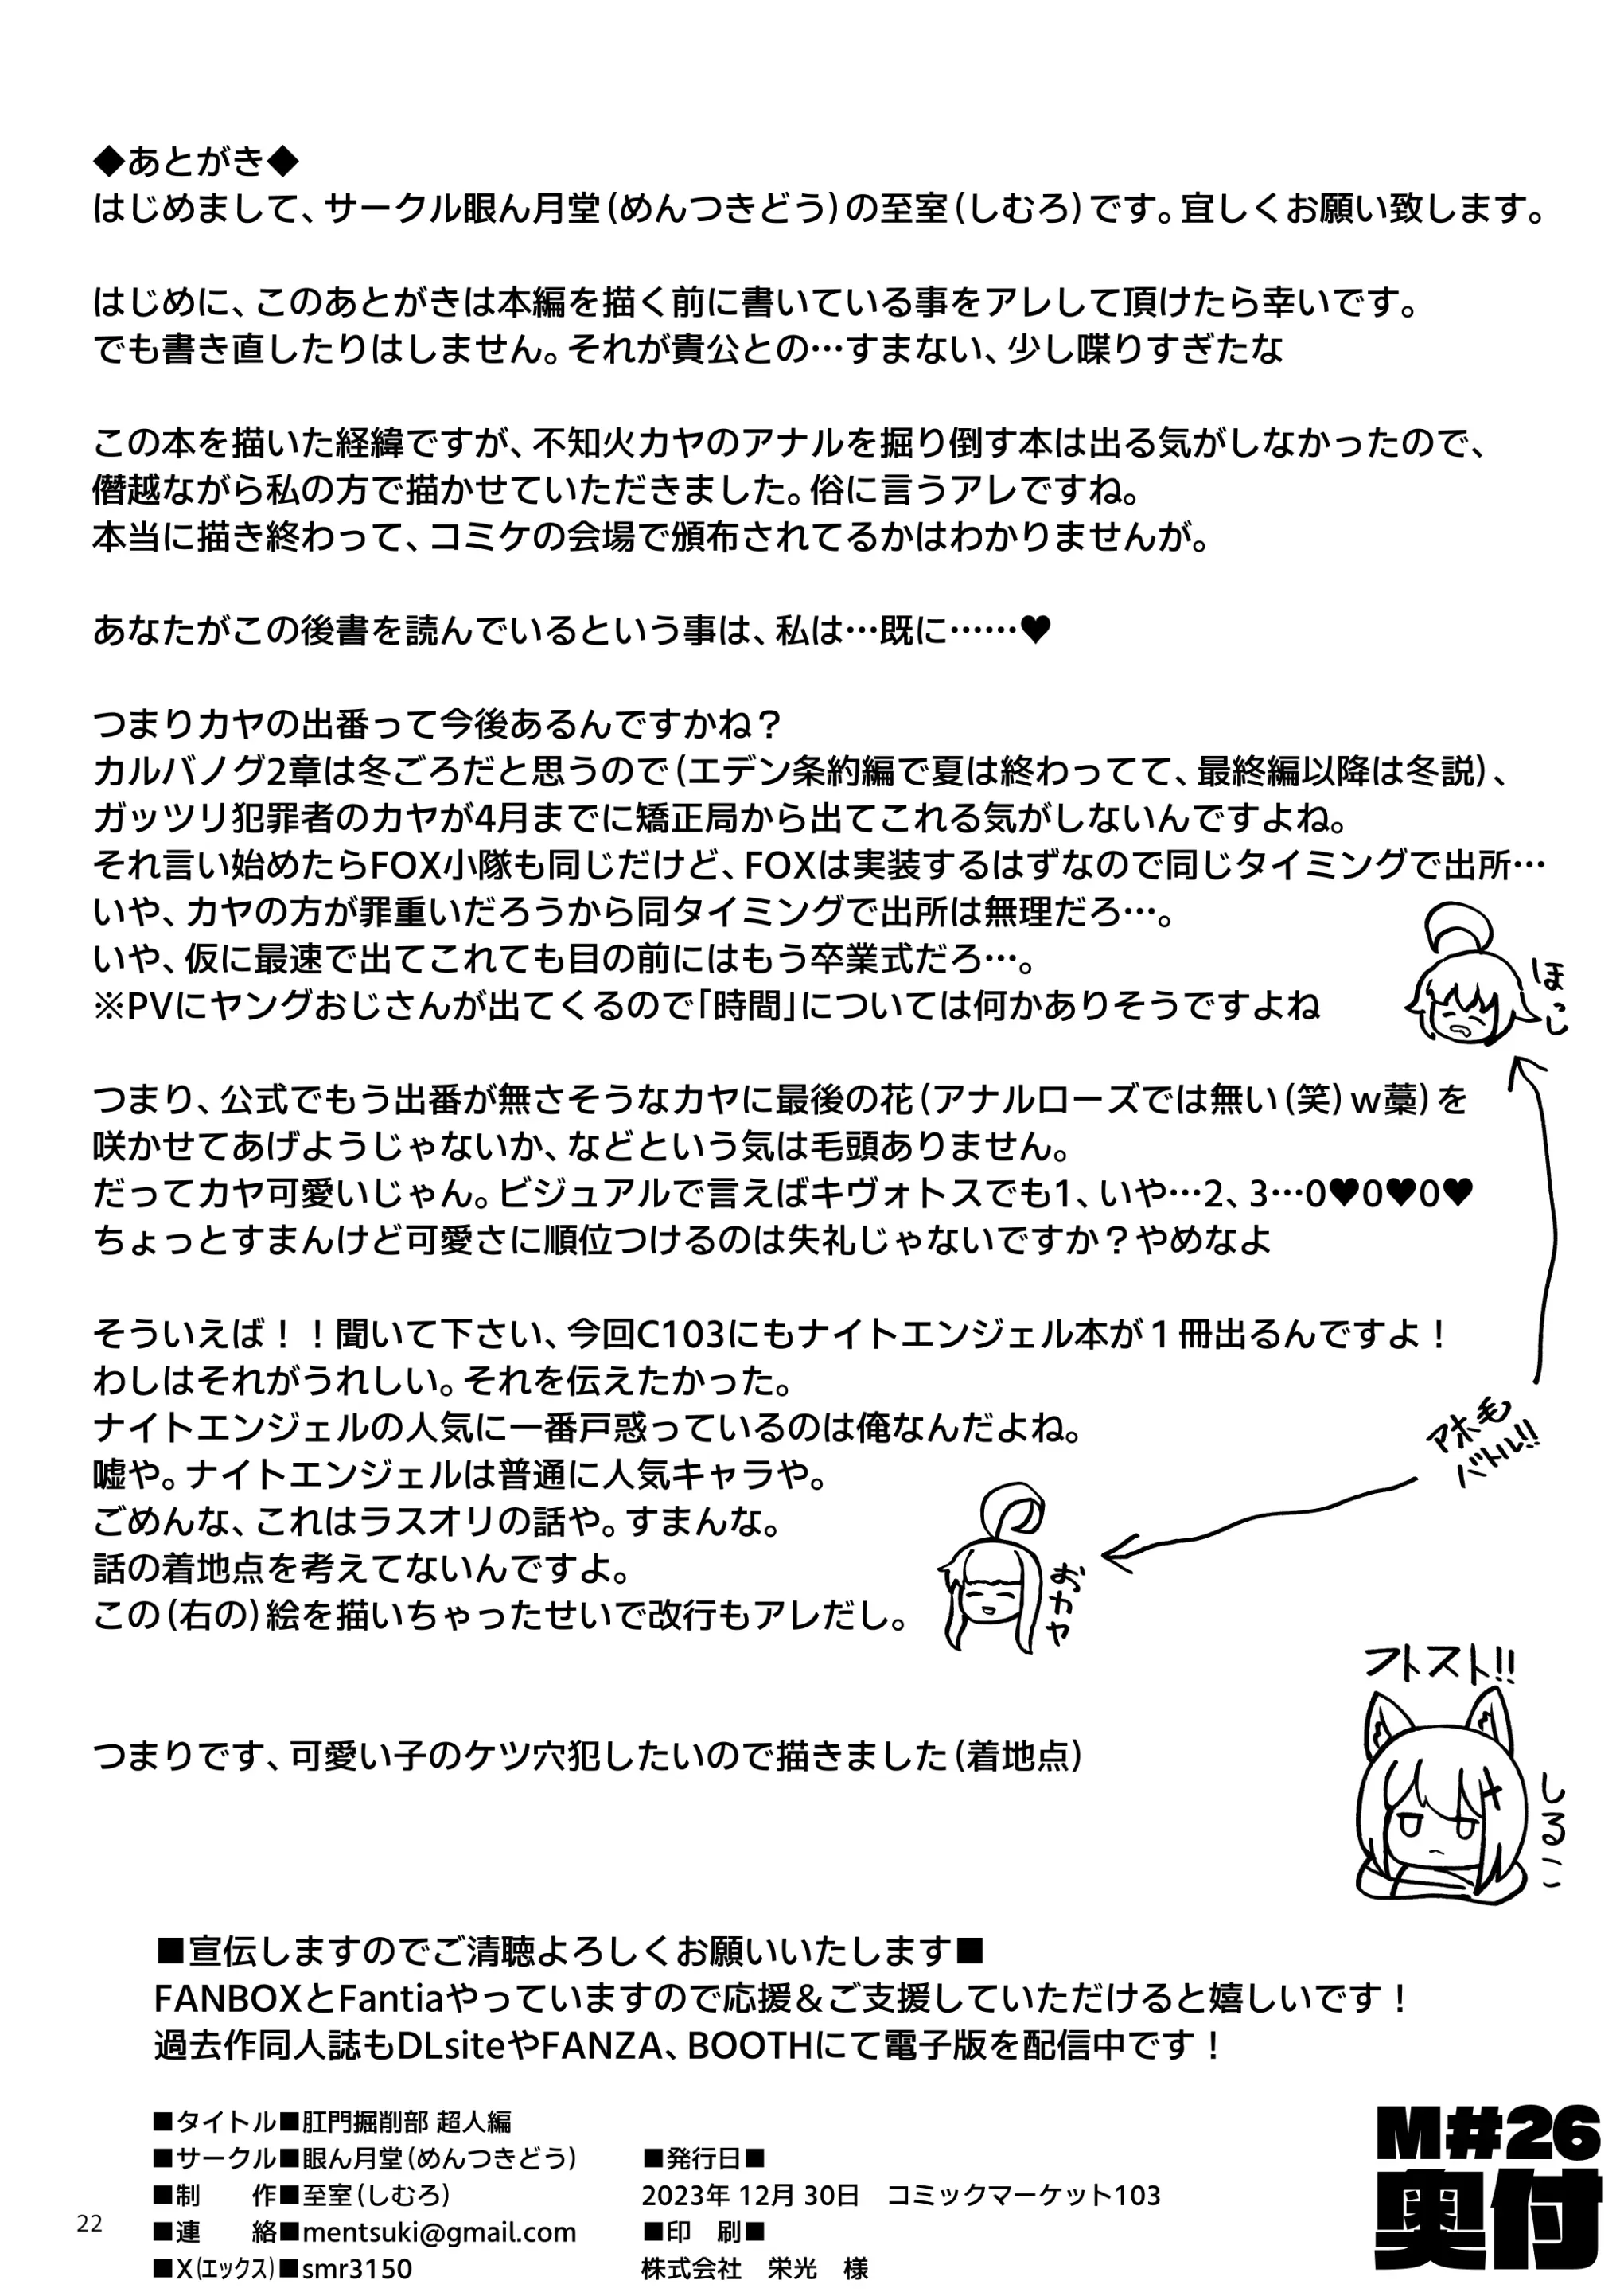 ◆あとがき◆
はじめまして、サークル眼ん月堂(めんつきどう)の至室(しむろ)です。宜しくお願い致します。
はじめに、このあとがきは本編を描く前に書いている事をアレして頂けたら幸いです。
でも書き直したりはしません。それが貴公との…すまない、少し喋りすぎたな
この本を描いた経緯ですが、不知火カヤのアナルを掘り倒す本は出る気がしなかったので、
僭越ながら私の方で描かせていただきました。俗に言うアレですね。
本当に描き終わって、コミケの会場で頒布されてるかはわかりませんが。
あなたがこの後書を読んでいるという事は、私は…既に……♥
つまりカヤの出番って今後あるんですかね？
カルバノグ2章は冬ごろだと思うので(エデン条約編で夏は終わってて、最終編以降は冬説)、
ガッツリ犯罪者のカヤが4月までに矯正局から出てこれる気がしないんですよね。
それ言い始めたらFOX小隊も同じだけど、FOXは実装するはずなので同じタイミングで出所…
いや、カヤの方が罪重いだろうから同タイミングで出所は無理だろ…。
いや、仮に最速で出てこれても目の前にはもう卒業式だろ…。
※PVにヤングおじさんが出てくるので「時間」については何かありそうですよね
ほっし
つまり、公式でもう出番が無さそうなカヤに最後の花(アナルローズでは無い(笑)w藁)を
咲かせてあげようじゃないか、などという気は毛頭ありません。
だってカヤ可愛いじゃん。ビジュアルで言えばキヴォトスでも1、いや…2、3…0♥0♥0♥
ちょっとすまんけど可愛さに順位つけるのは失礼じゃないですか？やめなよ
そういえば！！聞いて下さい、今回C103にもナイトエンジェル本が１冊出るんですよ！
わしはそれがうれしい。それを伝えたかった。
ナイトエンジェルの人気に一番戸惑っているのは俺なんだよね。
嘘や。ナイトエンジェルは普通に人気キャラや。
ごめんな、これはラスオリの話や。すまんな。
話の着地点を考えてないんですよ。
この(右の)絵を描いちゃったせいで改行もアレだし。
アホ毛
バトル!!
おカヤ
つまりです、可愛い子のケツ穴犯したいので描きました(着地点)
フトスト!!
しるこ
■宣伝しますのでご清聴よろしくお願いいたします■
FANBOXとFantiaやっていますので応援＆ご支援していただけると嬉しいです！
過去作同人誌もDLsiteやFANZA、BOOTHにて電子版を配信中です！
■タイトル■肛門掘削部 超人編
■サークル■眼ん月堂(めんつきどう)
■制　作■至室(しむろ)
■連　絡■mentsuki@gmail.com
■X(エックス)■smr3150
■発行日■
2023年 12月 30日　コミックマーケット103
■印　刷■
株式会社　栄光　様
M#26
奥付
22